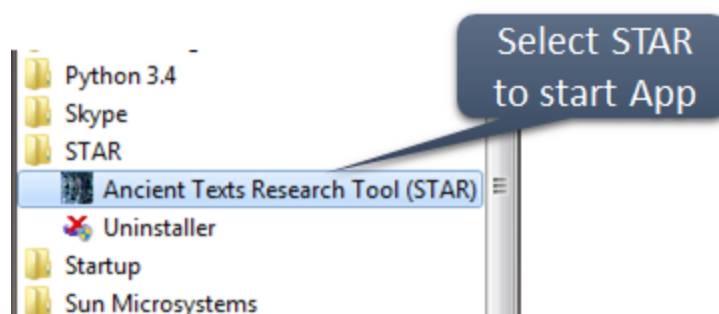 Select STAR
to start App
Python 3.4
Skype
STAR
Ancient Texts Research Tool (STAR)
Uninstaller
Startup
Sun Microsystems